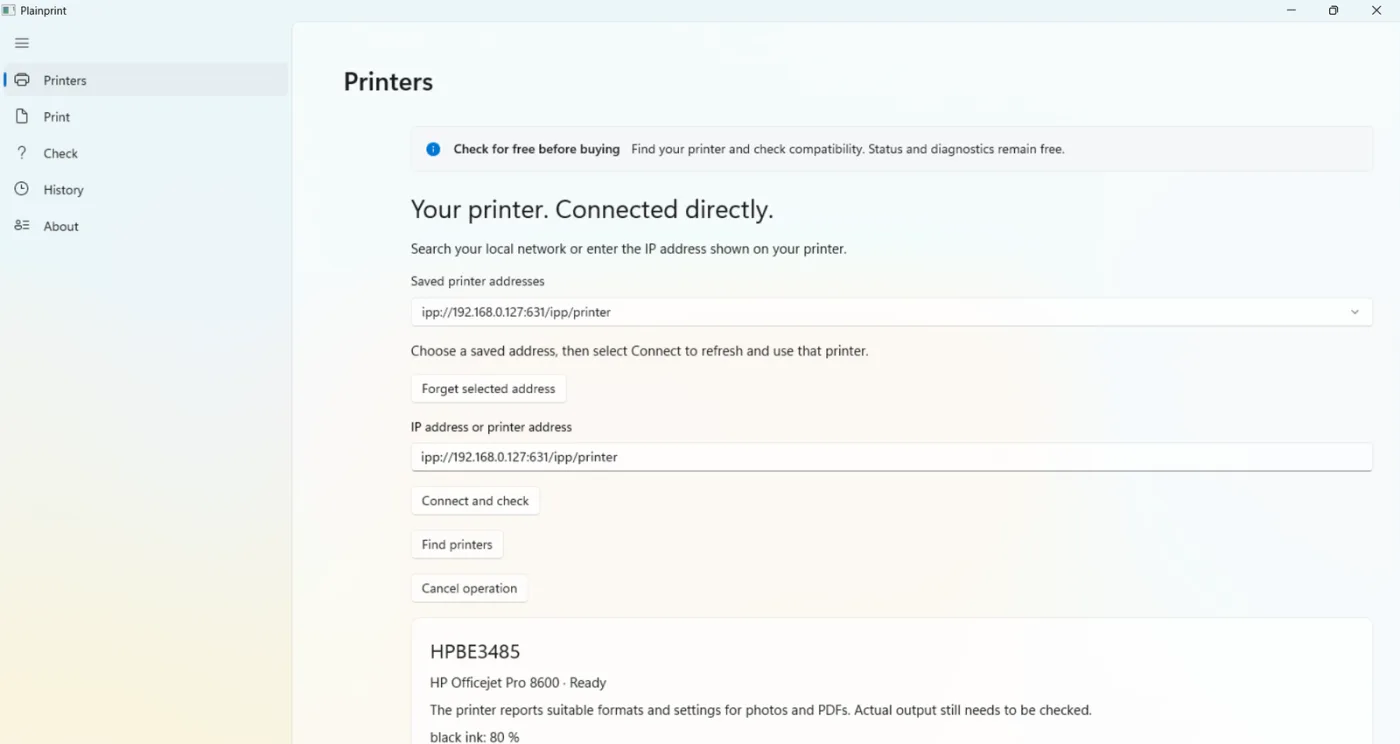 Plainprint
Printers
Print
Check
History
About
Printers
Check for free before buying Find your printer and check compatibility. Status and diagnostics remain free.
Your printer. Connected directly.
Search your local network or enter the IP address shown on your printer.
Saved printer addresses
ipp://192.168.0.127:631/ipp/printer
Choose a saved address, then select Connect to refresh and use that printer.
Forget selected address
IP address or printer address
ipp://192.168.0.127:631/ipp/printer
Connect and check
Find printers
Cancel operation
HPBE3485
HP Officejet Pro 8600 · Ready
The printer reports suitable formats and settings for photos and PDFs. Actual output still needs to be checked.
black ink: 80 %